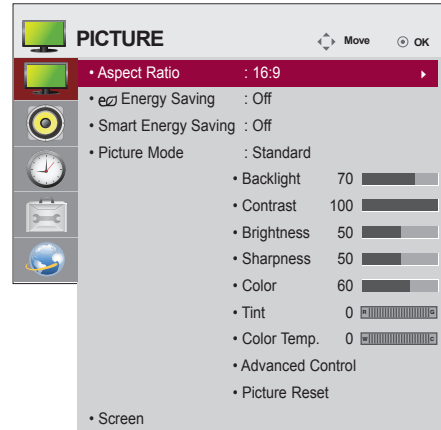 PICTURE
Move
OK
• Aspect Ratio : 16:9
• Energy Saving : Off
• Smart Energy Saving : Off
• Picture Mode : Standard
• Backlight 70
• Contrast 100
• Brightness 50
• Sharpness 50
• Color 60
• Tint 0 R G
• Color Temp. 0 W C
• Advanced Control
• Picture Reset
• Screen